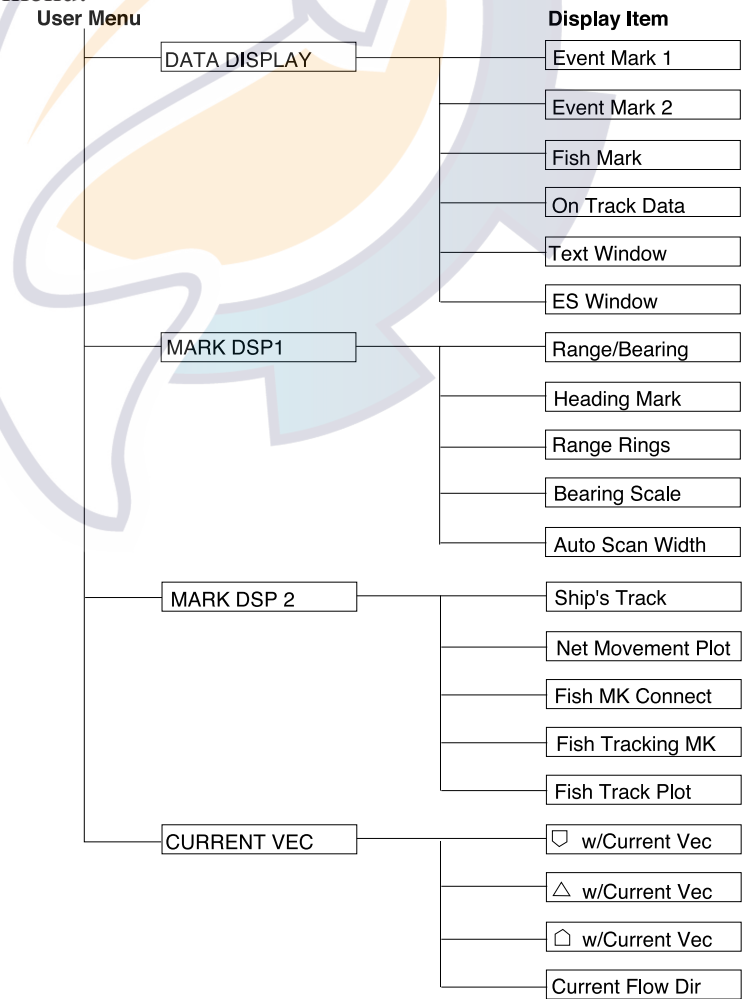 User Menu
Display Item
DATA DISPLAY
Event Mark 1
Event Mark 2
Fish Mark
On Track Data
Text Window
ES Window
MARK DSP1
Range/Bearing
Heading Mark
Range Rings
Bearing Scale
Auto Scan Width
MARK DSP 2
Ship's Track
Net Movement Plot
Fish MK Connect
Fish Tracking MK
Fish Track Plot
CURRENT VEC
w/Current Vec
w/Current Vec
w/Current Vec
Current Flow Dir